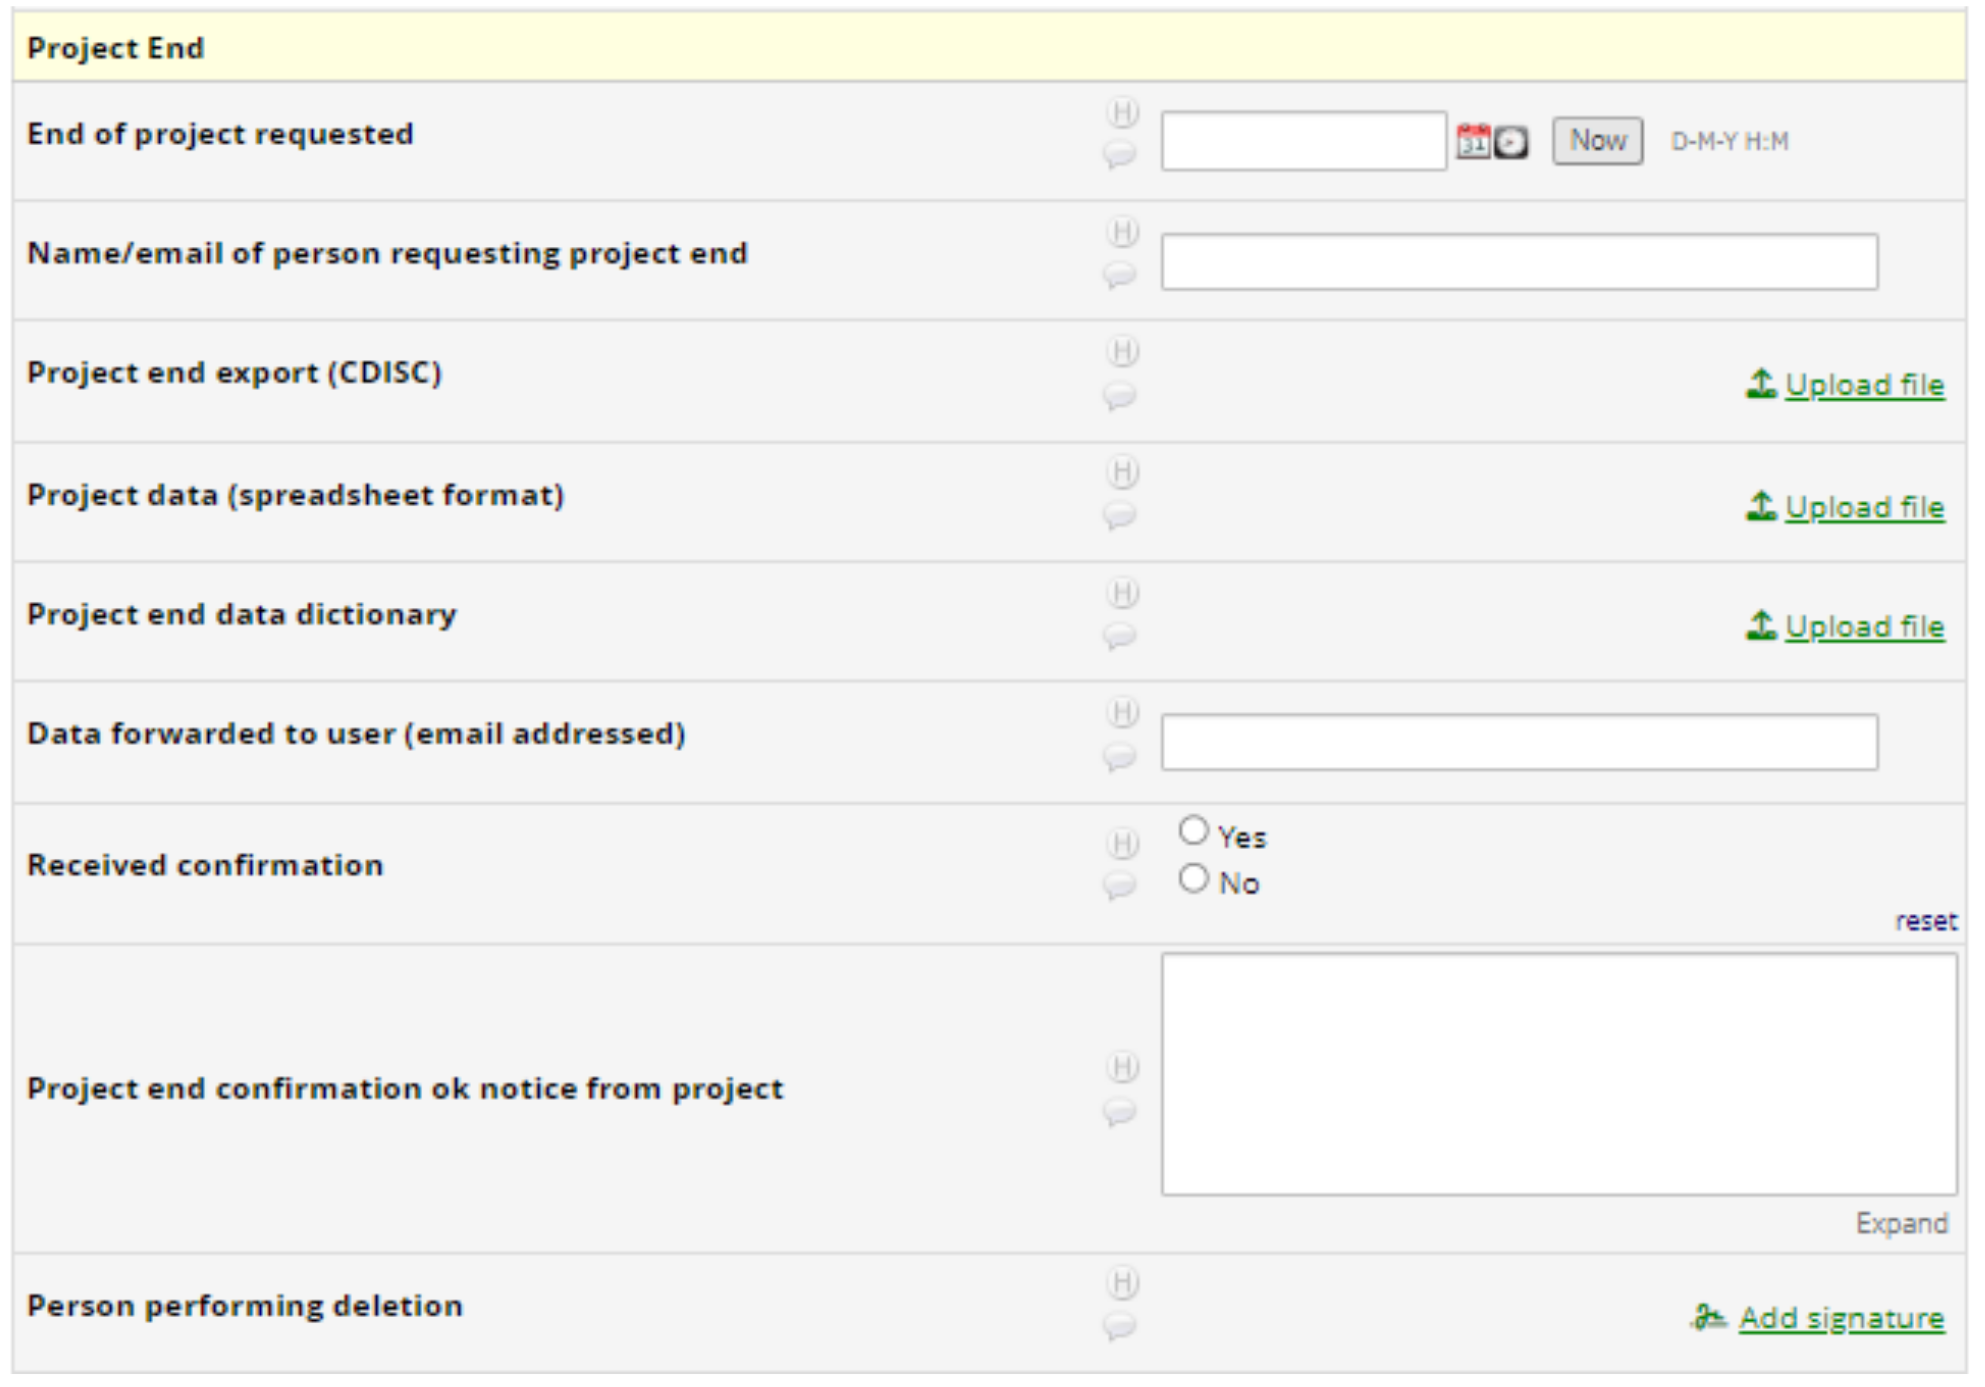 Project End
End of project requested
H
31
Now
D-M-Y H:M
Name/email of person requesting project end
H
Project end export (CDISC)
H
Upload file
Project data (spreadsheet format)
H
Upload file
Project end data dictionary
H
Upload file
Data forwarded to user (email addressed)
H
Received confirmation
H
Yes
No
reset
Project end confirmation ok notice from project
H
Expand
Person performing deletion
H
Add signature